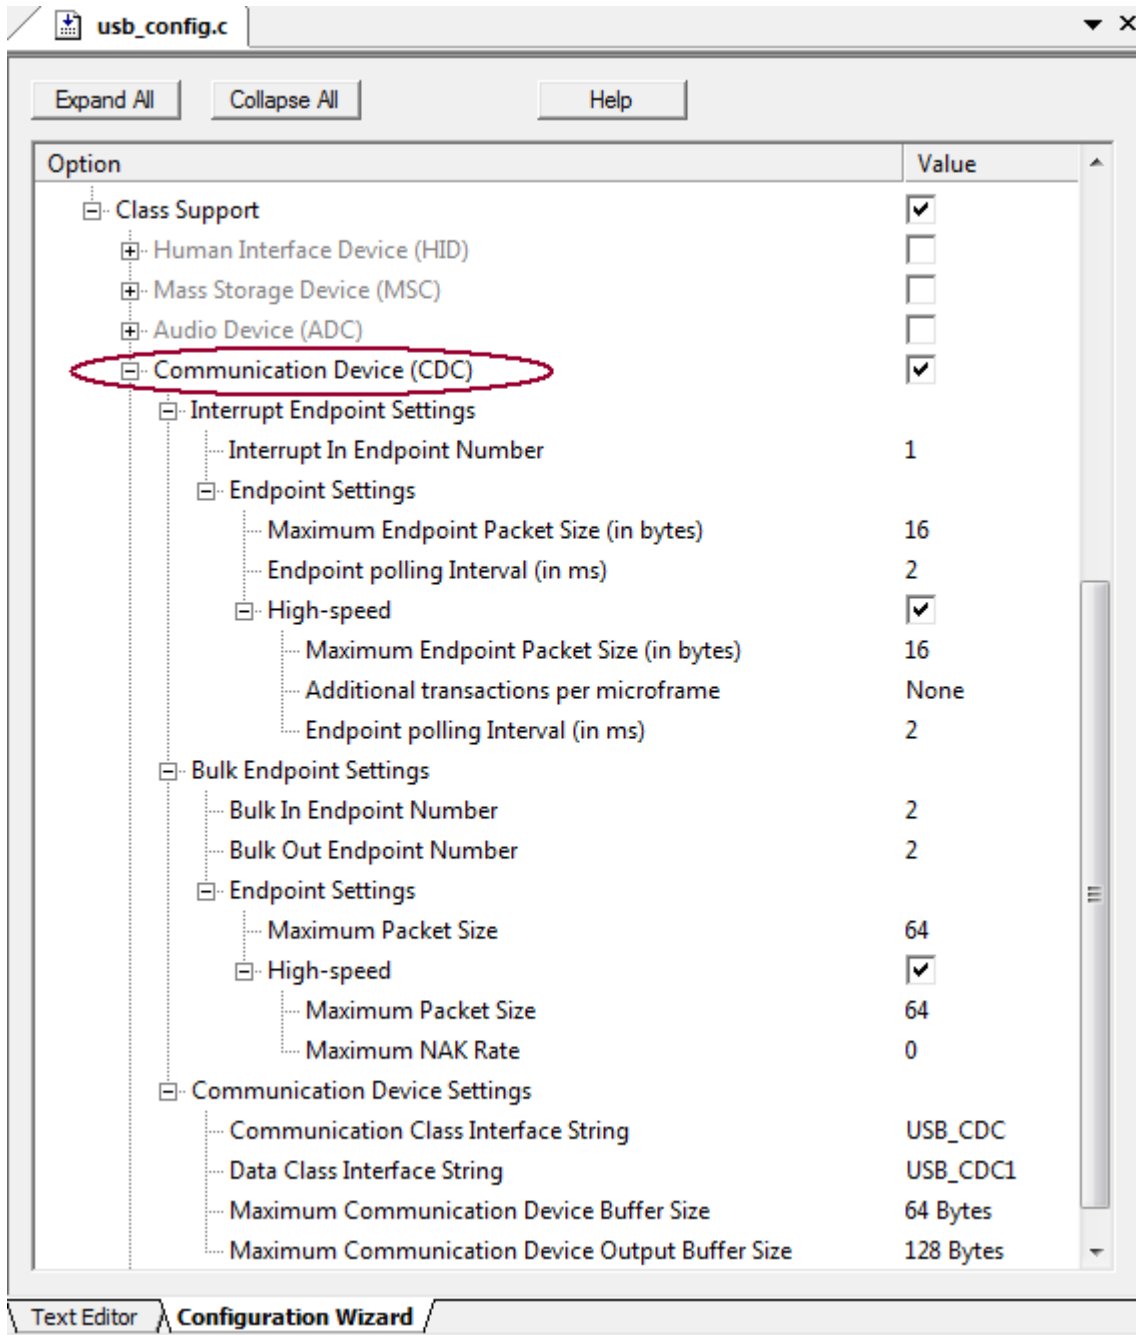 usb_config.c
Expand All Collapse All Help
Option Value
Class Support
Human Interface Device (HID)
Mass Storage Device (MSC)
Audio Device (ADC)
Communication Device (CDC)
Interrupt Endpoint Settings
Interrupt In Endpoint Number 1
Endpoint Settings
Maximum Endpoint Packet Size (in bytes) 16
Endpoint polling Interval (in ms) 2
High-speed
Maximum Endpoint Packet Size (in bytes) 16
Additional transactions per microframe None
Endpoint polling Interval (in ms) 2
Bulk Endpoint Settings
Bulk In Endpoint Number 2
Bulk Out Endpoint Number 2
Endpoint Settings
Maximum Packet Size 64
High-speed
Maximum Packet Size 64
Maximum NAK Rate 0
Communication Device Settings
Communication Class Interface String USB_CDC
Data Class Interface String USB_CDC1
Maximum Communication Device Buffer Size 64 Bytes
Maximum Communication Device Output Buffer Size 128 Bytes
Text Editor Configuration Wizard